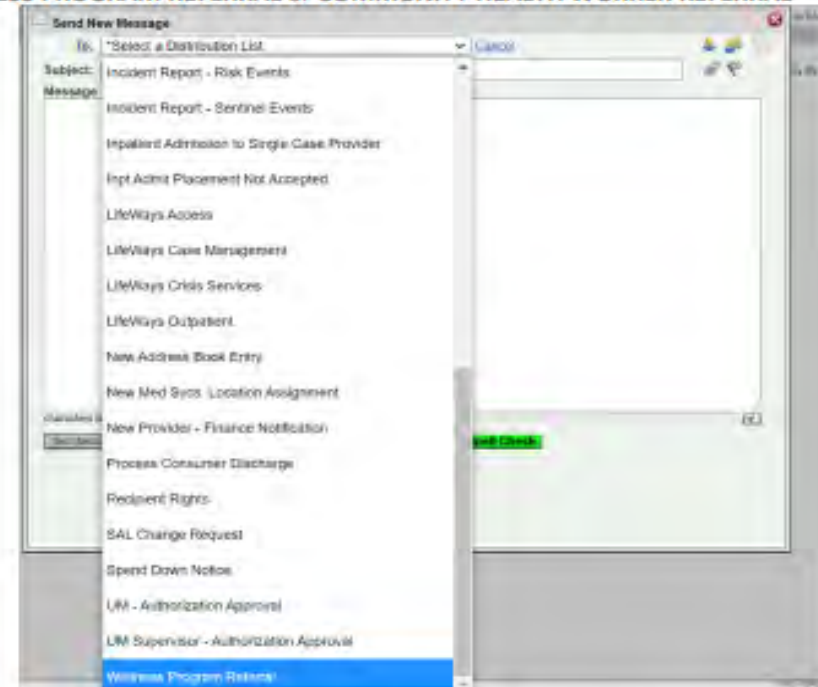 Send New Message
To: *Select a Distribution List Cancel
Subject:
Message
Incident Report - Risk Events
Incident Report - Sentinel Events
Inpatient Admission to Single Case Provider
Inpt Admit Placement Not Accepted
LifeWays Access
LifeWays Case Management
LifeWays Crisis Services
LifeWays Outpatient
New Address Book Entry
New Med Svcs. Location Assignment
New Provider - Finance Notification
Process Consumer Discharge
Recipient Rights
SAL Change Request
Spend Down Notice
UM - Authorization Approval
UM Supervisor - Authorization Approval
Wellness Program Referral
characters
Spell Check